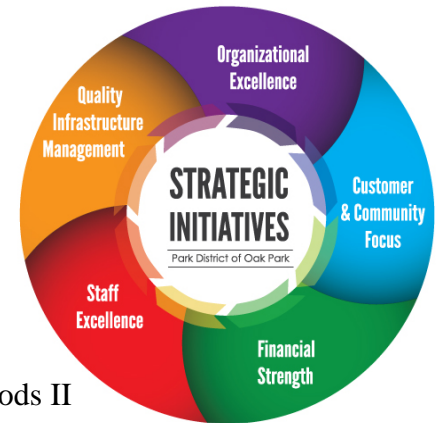 Organizational
Excellence
Quality
Infrastructure
Management
STRATEGIC
INITIATIVES
Park District of Oak Park
Customer
& Community
Focus
Staff
Excellence
Financial
Strength
ods II